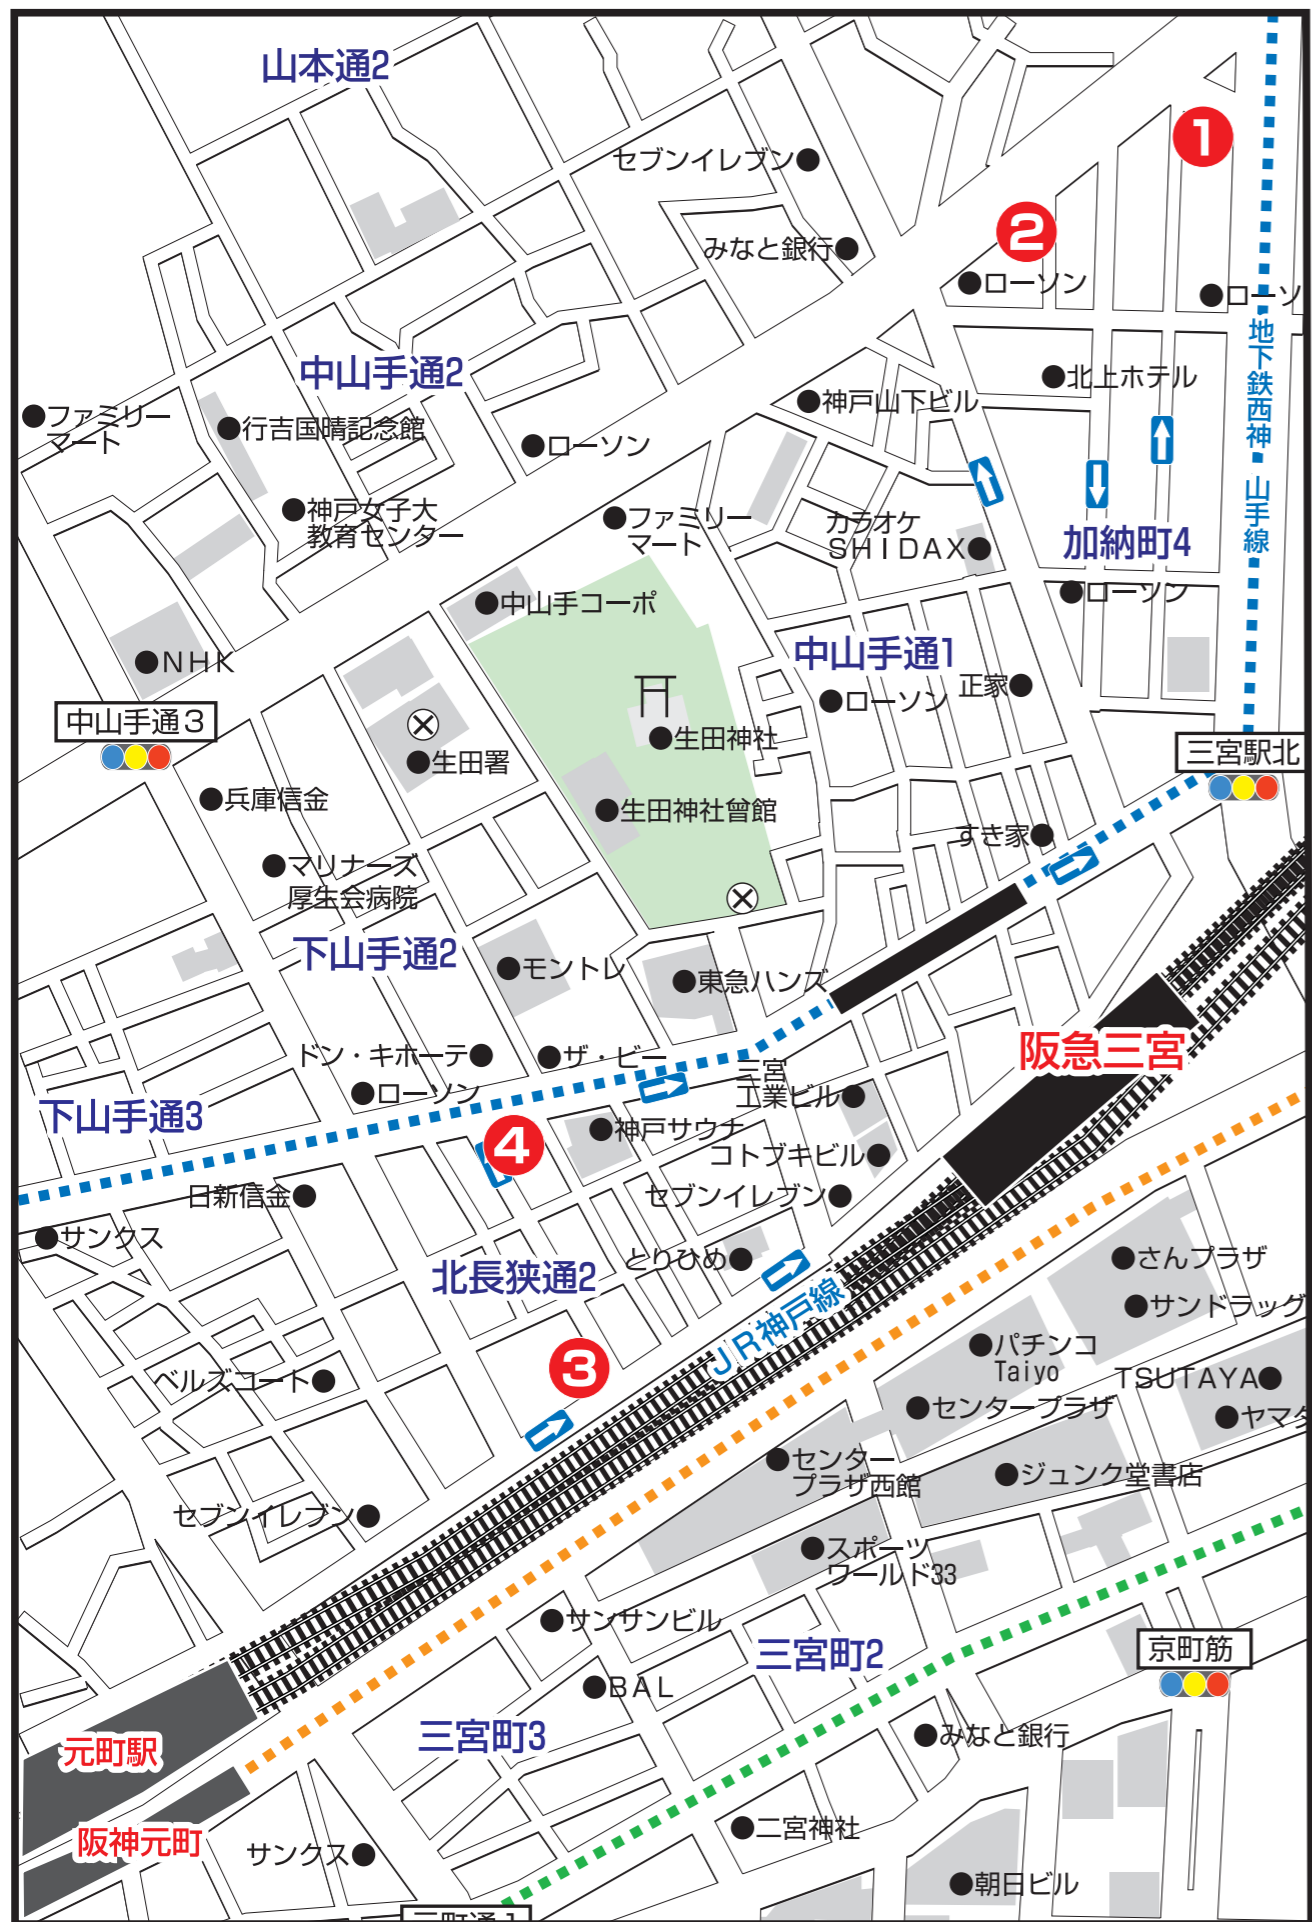 山本通2
1
セブンイレブン
2
みなと銀行
ローソン
ローソ
地下鉄西神・山手線
中山手通2
北上ホテル
神戸山下ビル
ファミリー
マート
行吉国晴記念館
ローソン
神戸女子大
教育センター
ファミリー
マート
カラオケ
SHIDAX
加納町4
ローソン
中山手コーポ
中山手通1
NHK
ローソン
正家
中山手通3
生田神社
三宮駅北
生田署
兵庫信金
生田神社會館
すき家
マリナーズ
厚生会病院
下山手通2
モントレ
東急ハンズ
阪急三宮
ドン・キホーテ
ザ・ビー
三宮
工業ビル
ローソン
下山手通3
4
神戸サウナ
コトブキビル
日新信金
セブンイレブン
サンクス
とりひめ
北長狭通2
さんプラザ
サンドラッグ
JR神戸線
パチンコ
Taiyo
3
ベルズコート
TSUTAYA
センタープラザ
ヤマダ
センター
プラザ西館
ジュンク堂書店
セブンイレブン
スポーツ
ワールド33
サンサンビル
三宮町2
京町筋
BAL
三宮町3
みなと銀行
元町駅
阪神元町
サンクス
二宮神社
朝日ビル